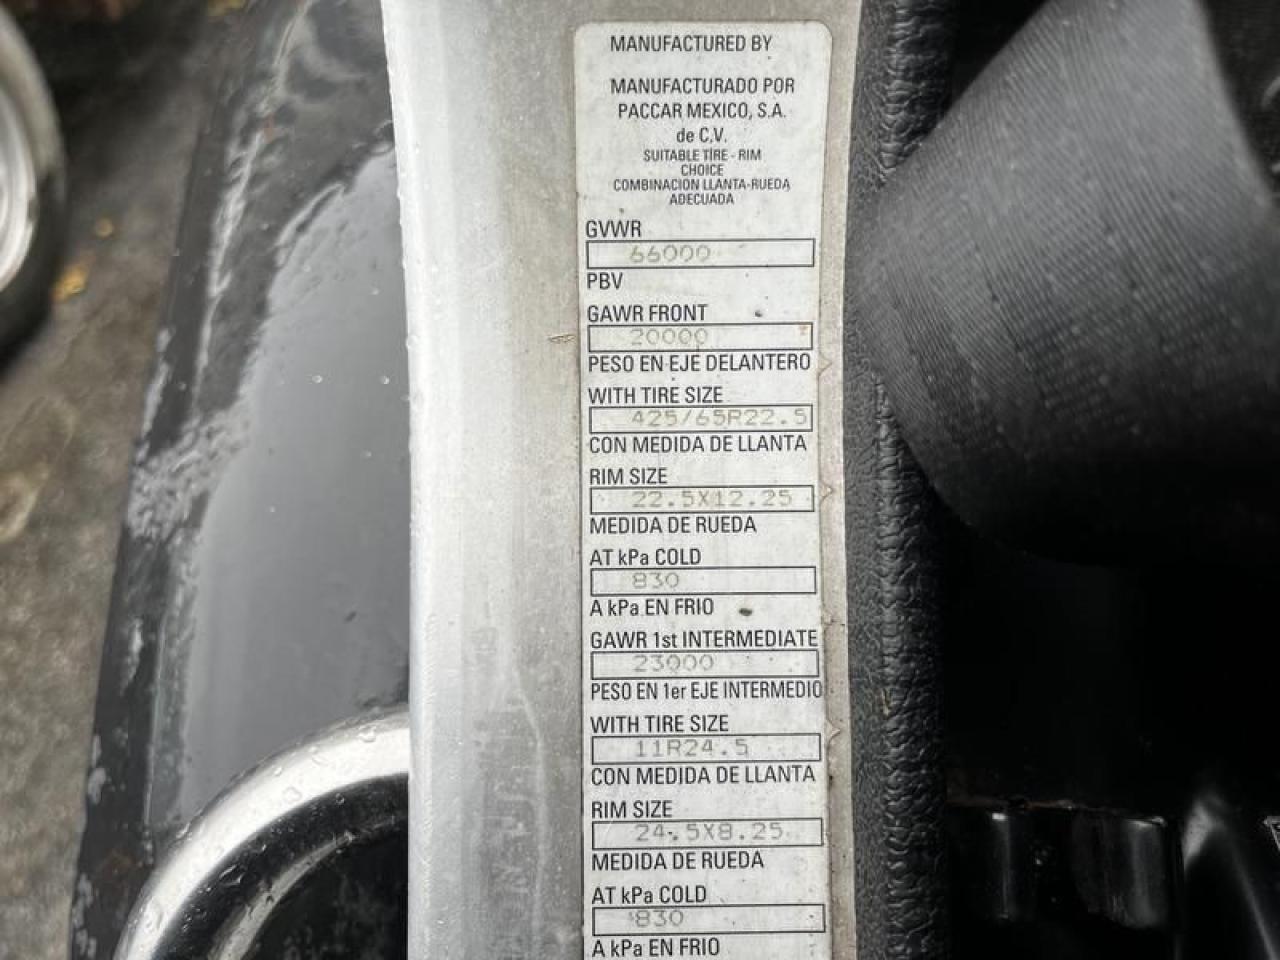 MANUFACTURED BY
MANUFACTURADO POR
PACCAR MEXICO, S.A.
de C.V.
SUITABLE TIRE - RIM
CHOICE
COMBINACION LLANTA-RUEDA
ADECUADA
GVWR
66000
PBV
GAWR FRONT
20000
PESO EN EJE DELANTERO
WITH TIRE SIZE
425/65R22.5
CON MEDIDA DE LLANTA
RIM SIZE
22.5X12.25
MEDIDA DE RUEDA
AT kPa COLD
830
A kPa EN FRIO
GAWR 1st INTERMEDIATE
23000
PESO EN 1er EJE INTERMEDIO
WITH TIRE SIZE
11R24.5
CON MEDIDA DE LLANTA
RIM SIZE
24.5X8.25
MEDIDA DE RUEDA
AT kPa COLD
830
A kPa EN FRIO